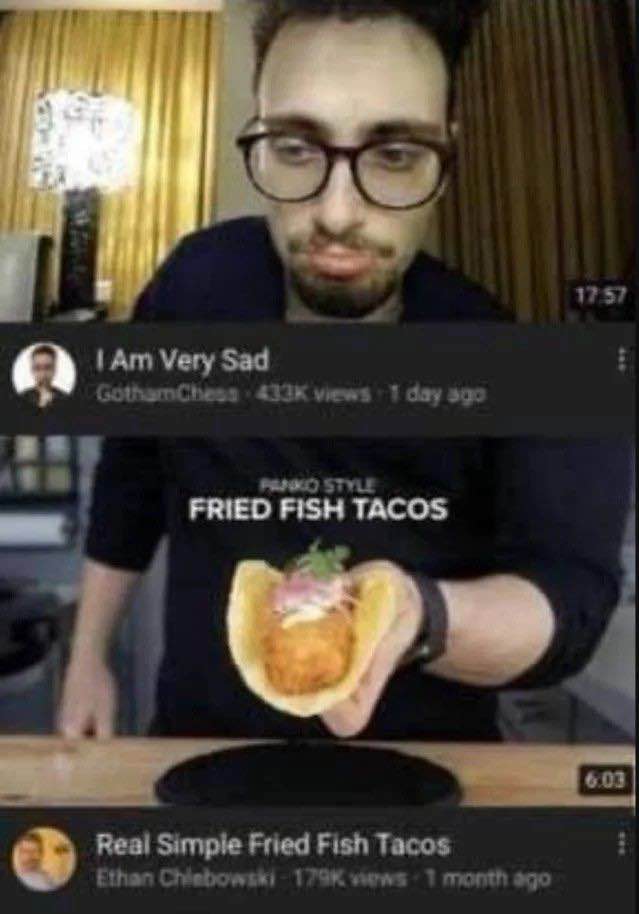 17:57
I Am Very Sad
GothamChess · 433K views · 1 day ago
PANKO STYLE
FRIED FISH TACOS
6:03
Real Simple Fried Fish Tacos
Ethan Chlebowski · 179K views · 1 month ago